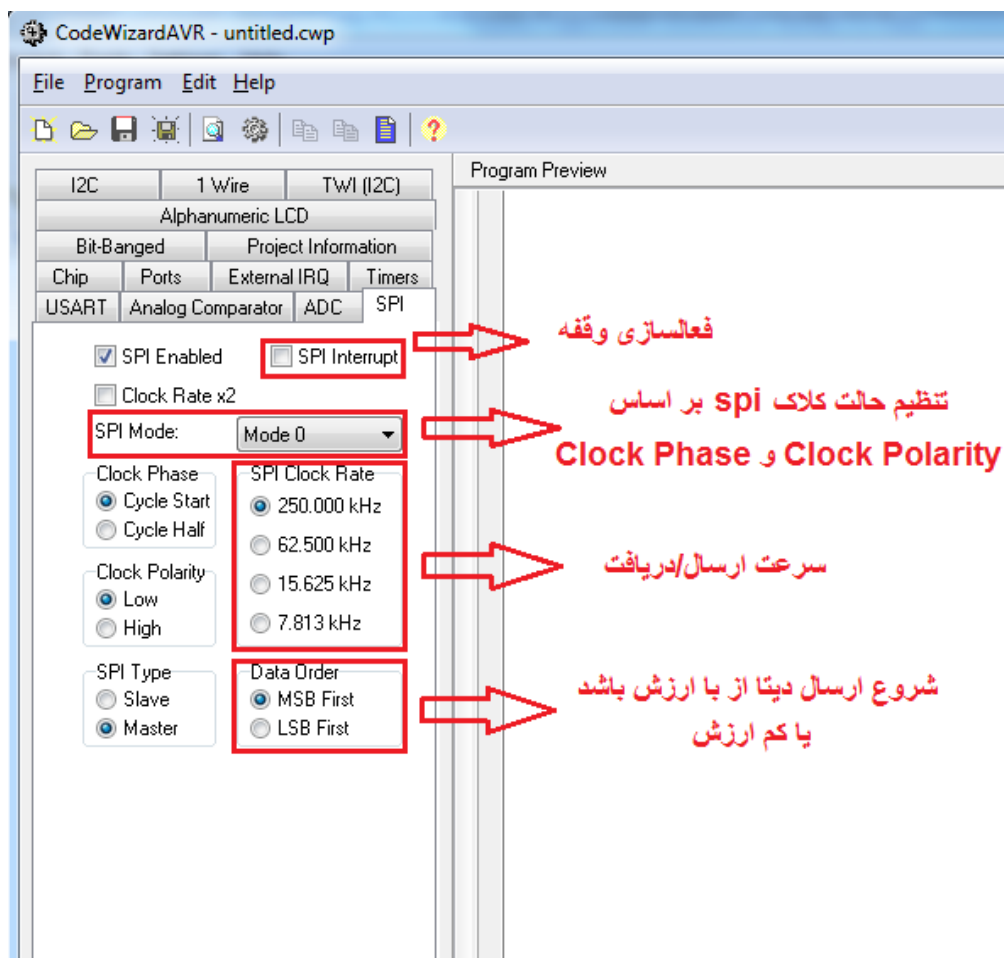 CodeWizardAVR - untitled.cwp
File Program Edit Help
Program Preview
I2C 1 Wire TWI (I2C)
Alphanumeric LCD
Bit-Banged Project Information
Chip Ports External IRQ Timers
USART Analog Comparator ADC SPI
SPI Enabled SPI Interrupt
فعالسازی وقفه
Clock Rate x2
SPI Mode: Mode 0
تنظیم حالت کلاک spi بر اساس
Clock Phase و Clock Polarity
Clock Phase
Cycle Start
Cycle Half
SPI Clock Rate
250.000 kHz
62.500 kHz
15.625 kHz
7.813 kHz
سرعت ارسال/دریافت
Clock Polarity
Low
High
SPI Type
Slave
Master
Data Order
MSB First
LSB First
شروع ارسال دیتا از با ارزش باشد
یا کم ارزش